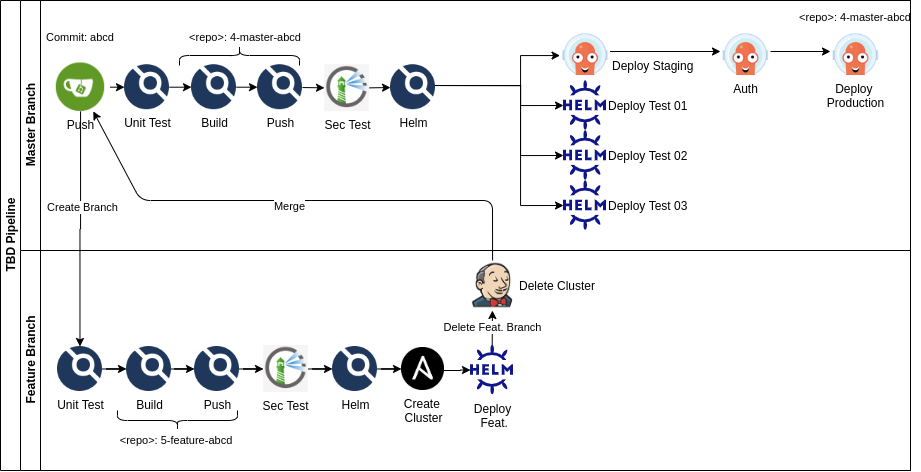 TBD Pipeline
Master Branch
Commit: abcd
<repo>: 4-master-abcd
<repo>: 4-master-abcd
Push
Unit Test
Build
Push
Sec Test
Helm
Deploy Staging
Auth
Deploy
Production
HELM
Deploy Test 01
HELM
Deploy Test 02
HELM
Deploy Test 03
Create Branch
Merge
Feature Branch
Delete Cluster
Delete Feat. Branch
HELM
Unit Test
Build
Push
Sec Test
Helm
Create
Cluster
Deploy
Feat.
<repo>: 5-feature-abcd